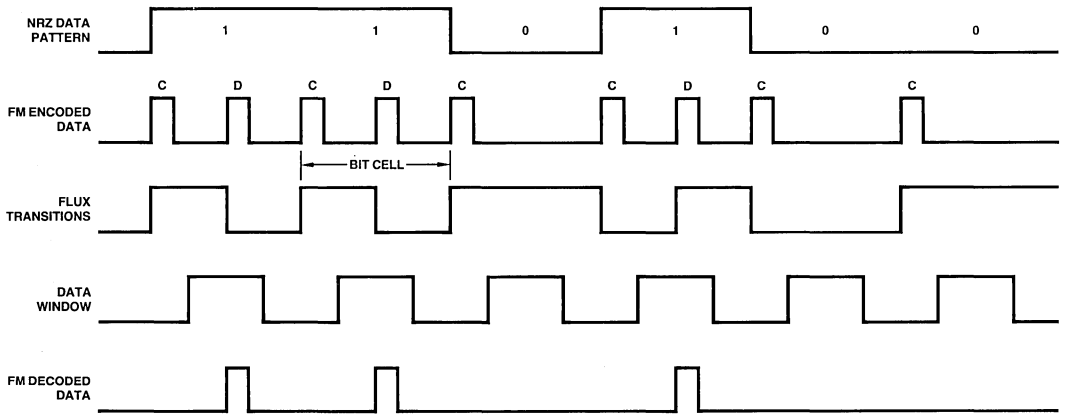 NRZ DATA
PATTERN
1 1 0 1 0 0
C D C D C C D C C
FM ENCODED
DATA
BIT CELL
FLUX
TRANSITIONS
DATA
WINDOW
FM DECODED
DATA